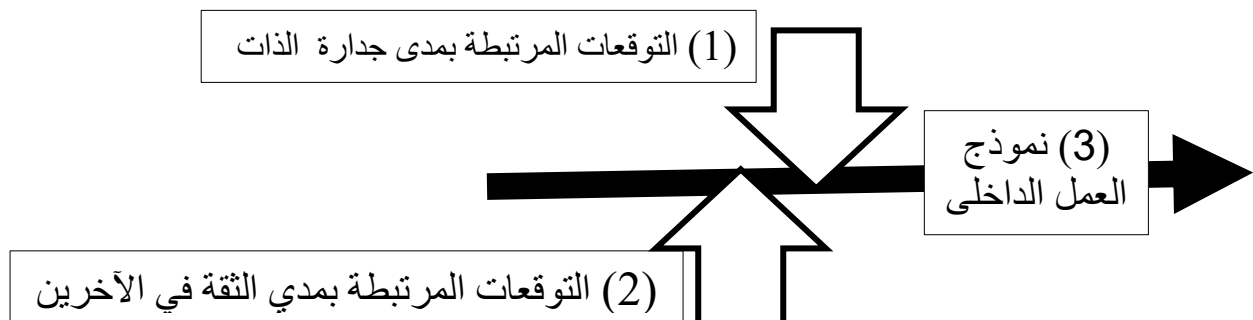 (1) التوقعات المرتبطة بمدى جدارة الذات
(3) نموذج
العمل الداخلى
(2) التوقعات المرتبطة بمدي الثقة في الآخرين